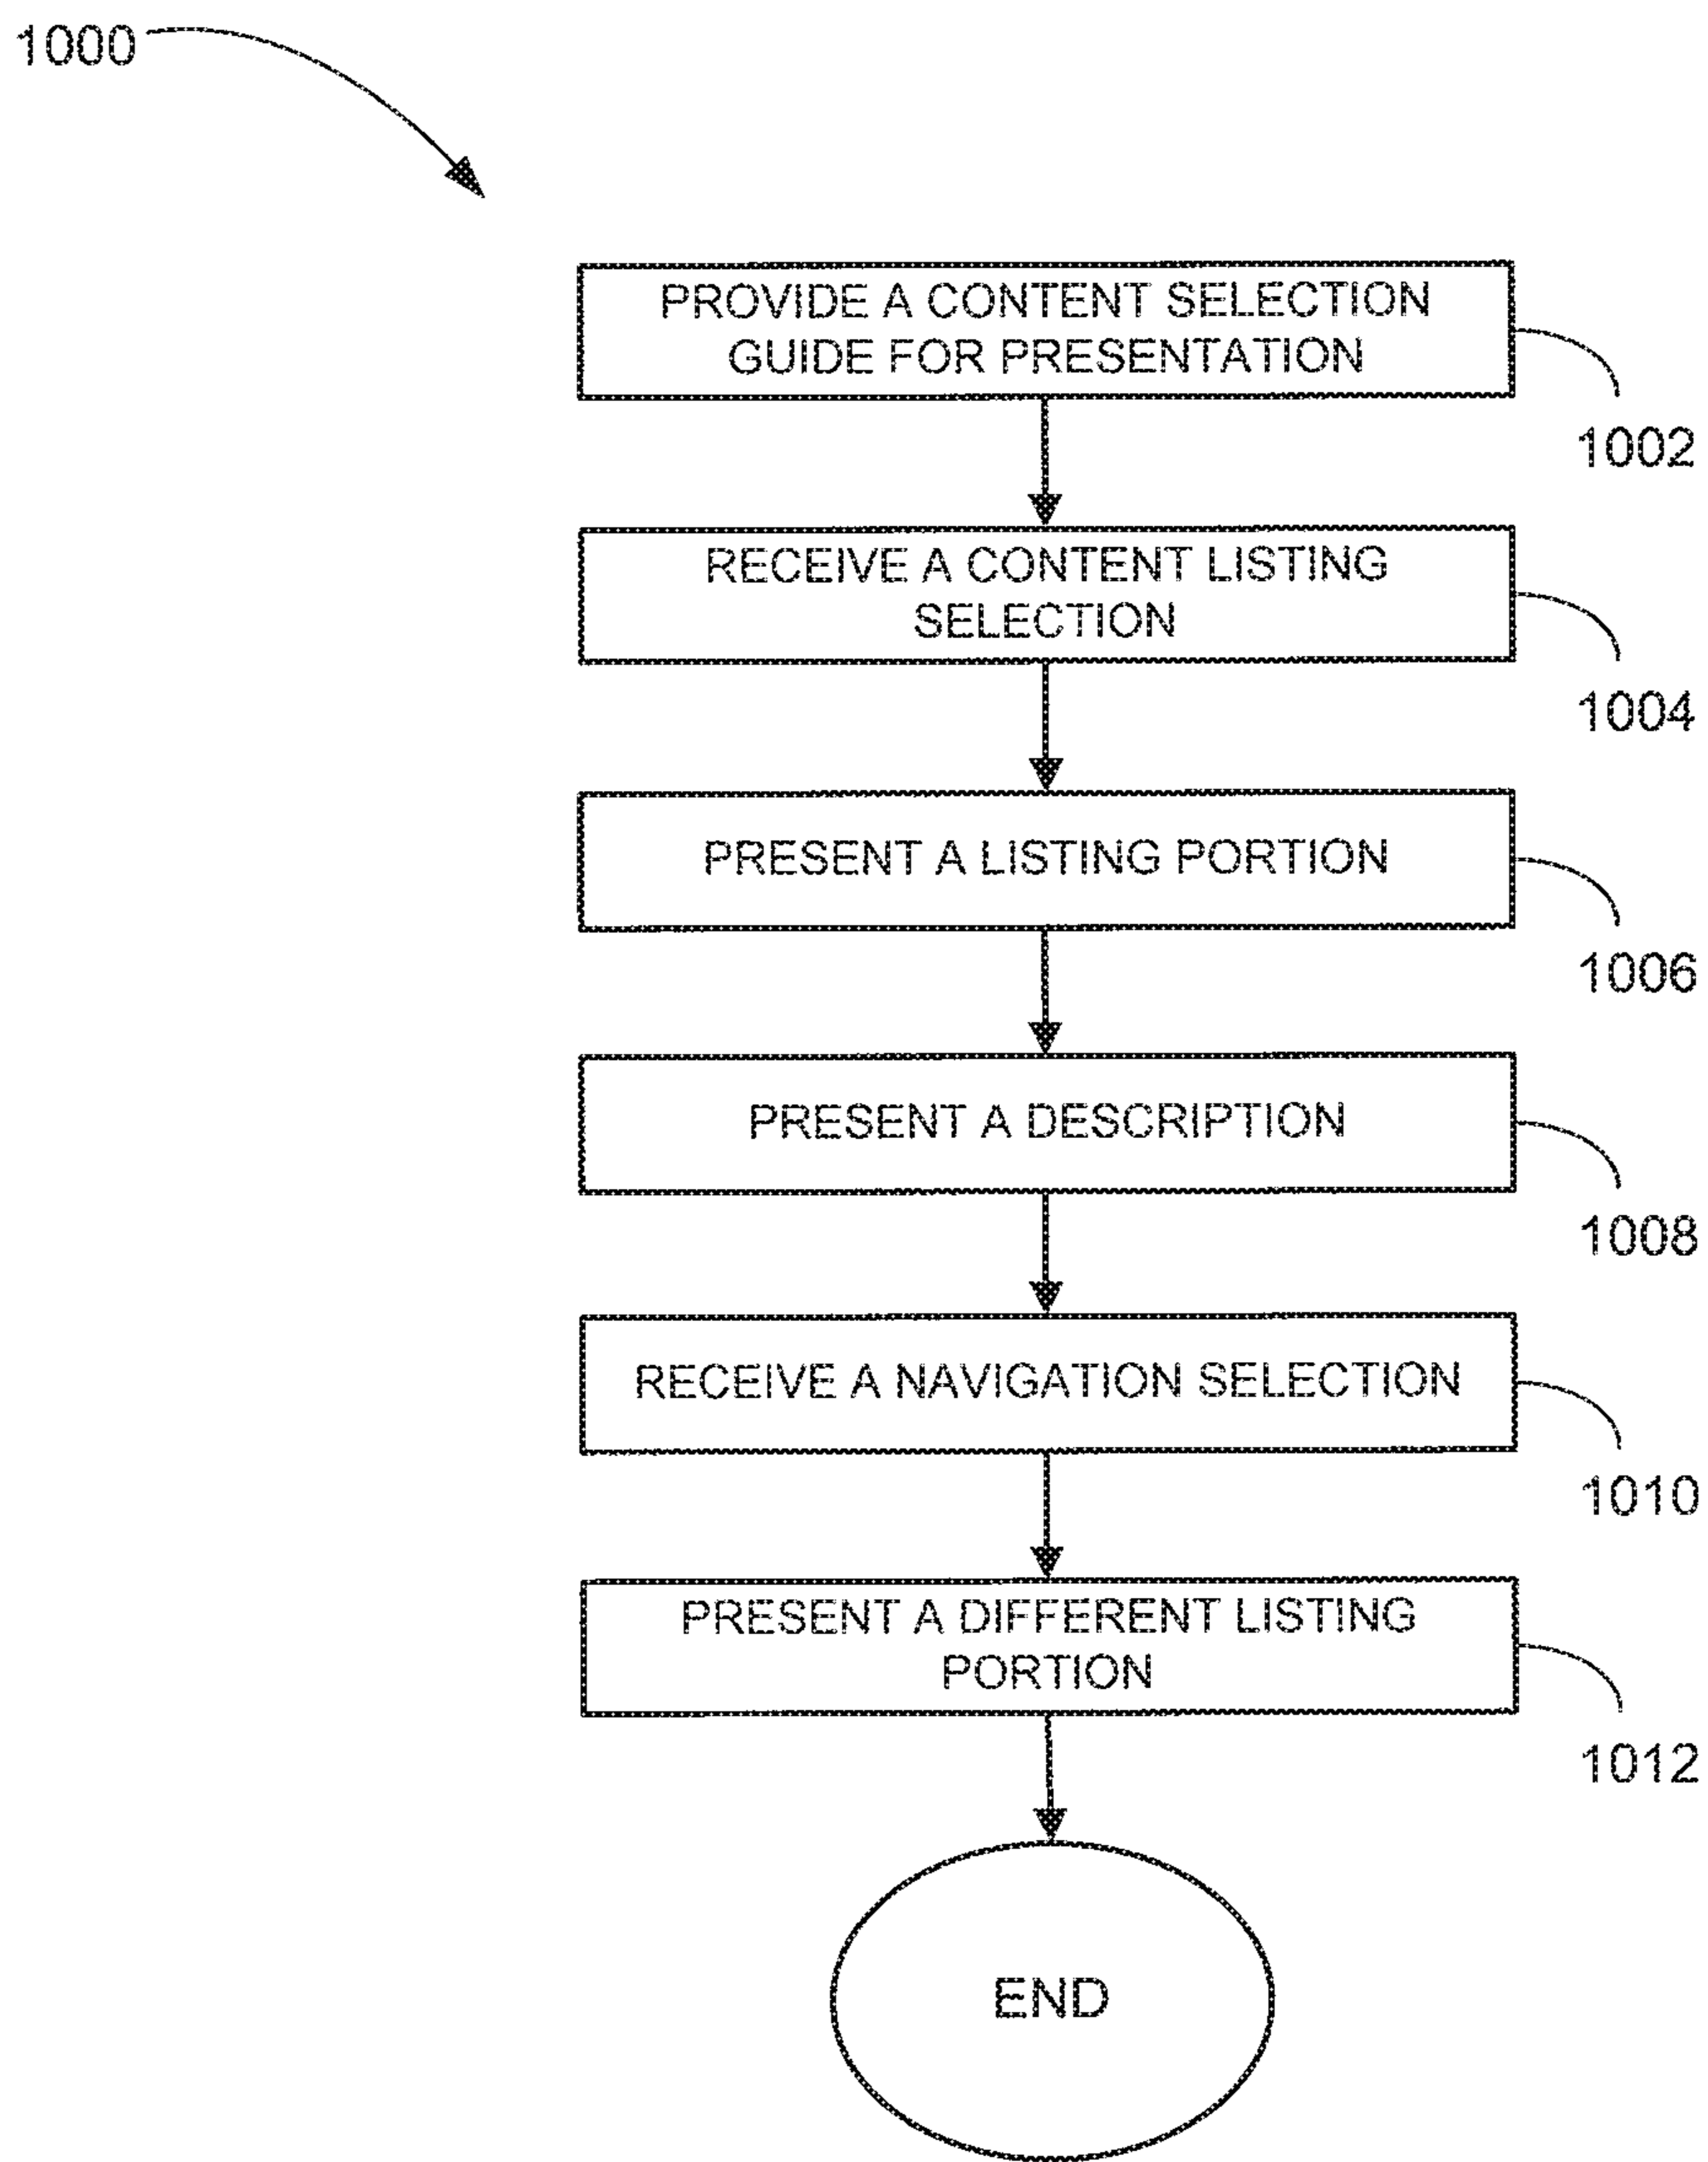 1000
PROVIDE A CONTENT SELECTION
GUIDE FOR PRESENTATION
1002
RECEIVE A CONTENT LISTING
SELECTION
1004
PRESENT A LISTING PORTION
1006
PRESENT A DESCRIPTION
1008
RECEIVE A NAVIGATION SELECTION
1010
PRESENT A DIFFERENT LISTING
PORTION
1012
END